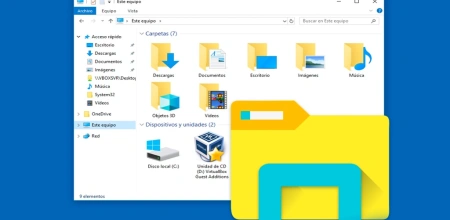 Este equipo
Archivo Equipo Vista
Este equipo
Buscar en Este equipo
Acceso rápido
Escritorio
Descargas
Documentos
Imágenes
\\VBOXSVR\Desktop
Música
System32
Vídeos
OneDrive
Este equipo
Red
Carpetas (7)
Descargas
Documentos
Escritorio
Imágenes
Música
Objetos 3D
Vídeos
Dispositivos y unidades (2)
Disco local (C:)
Unidad de CD
(D:) VirtualBox
Guest Additions
9 elementos